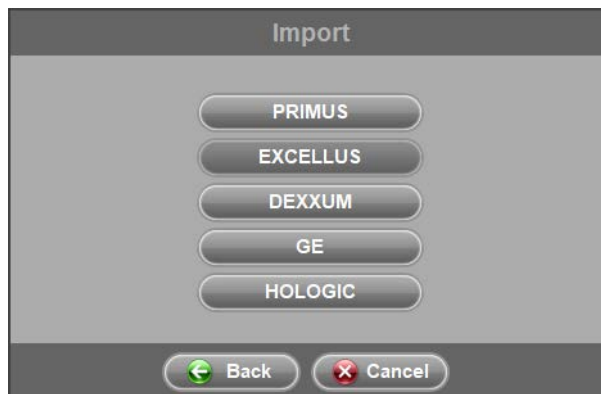 Import
PRIMUS
EXCELLUS
DEXXUM
GE
HOLOGIC
Back Cancel